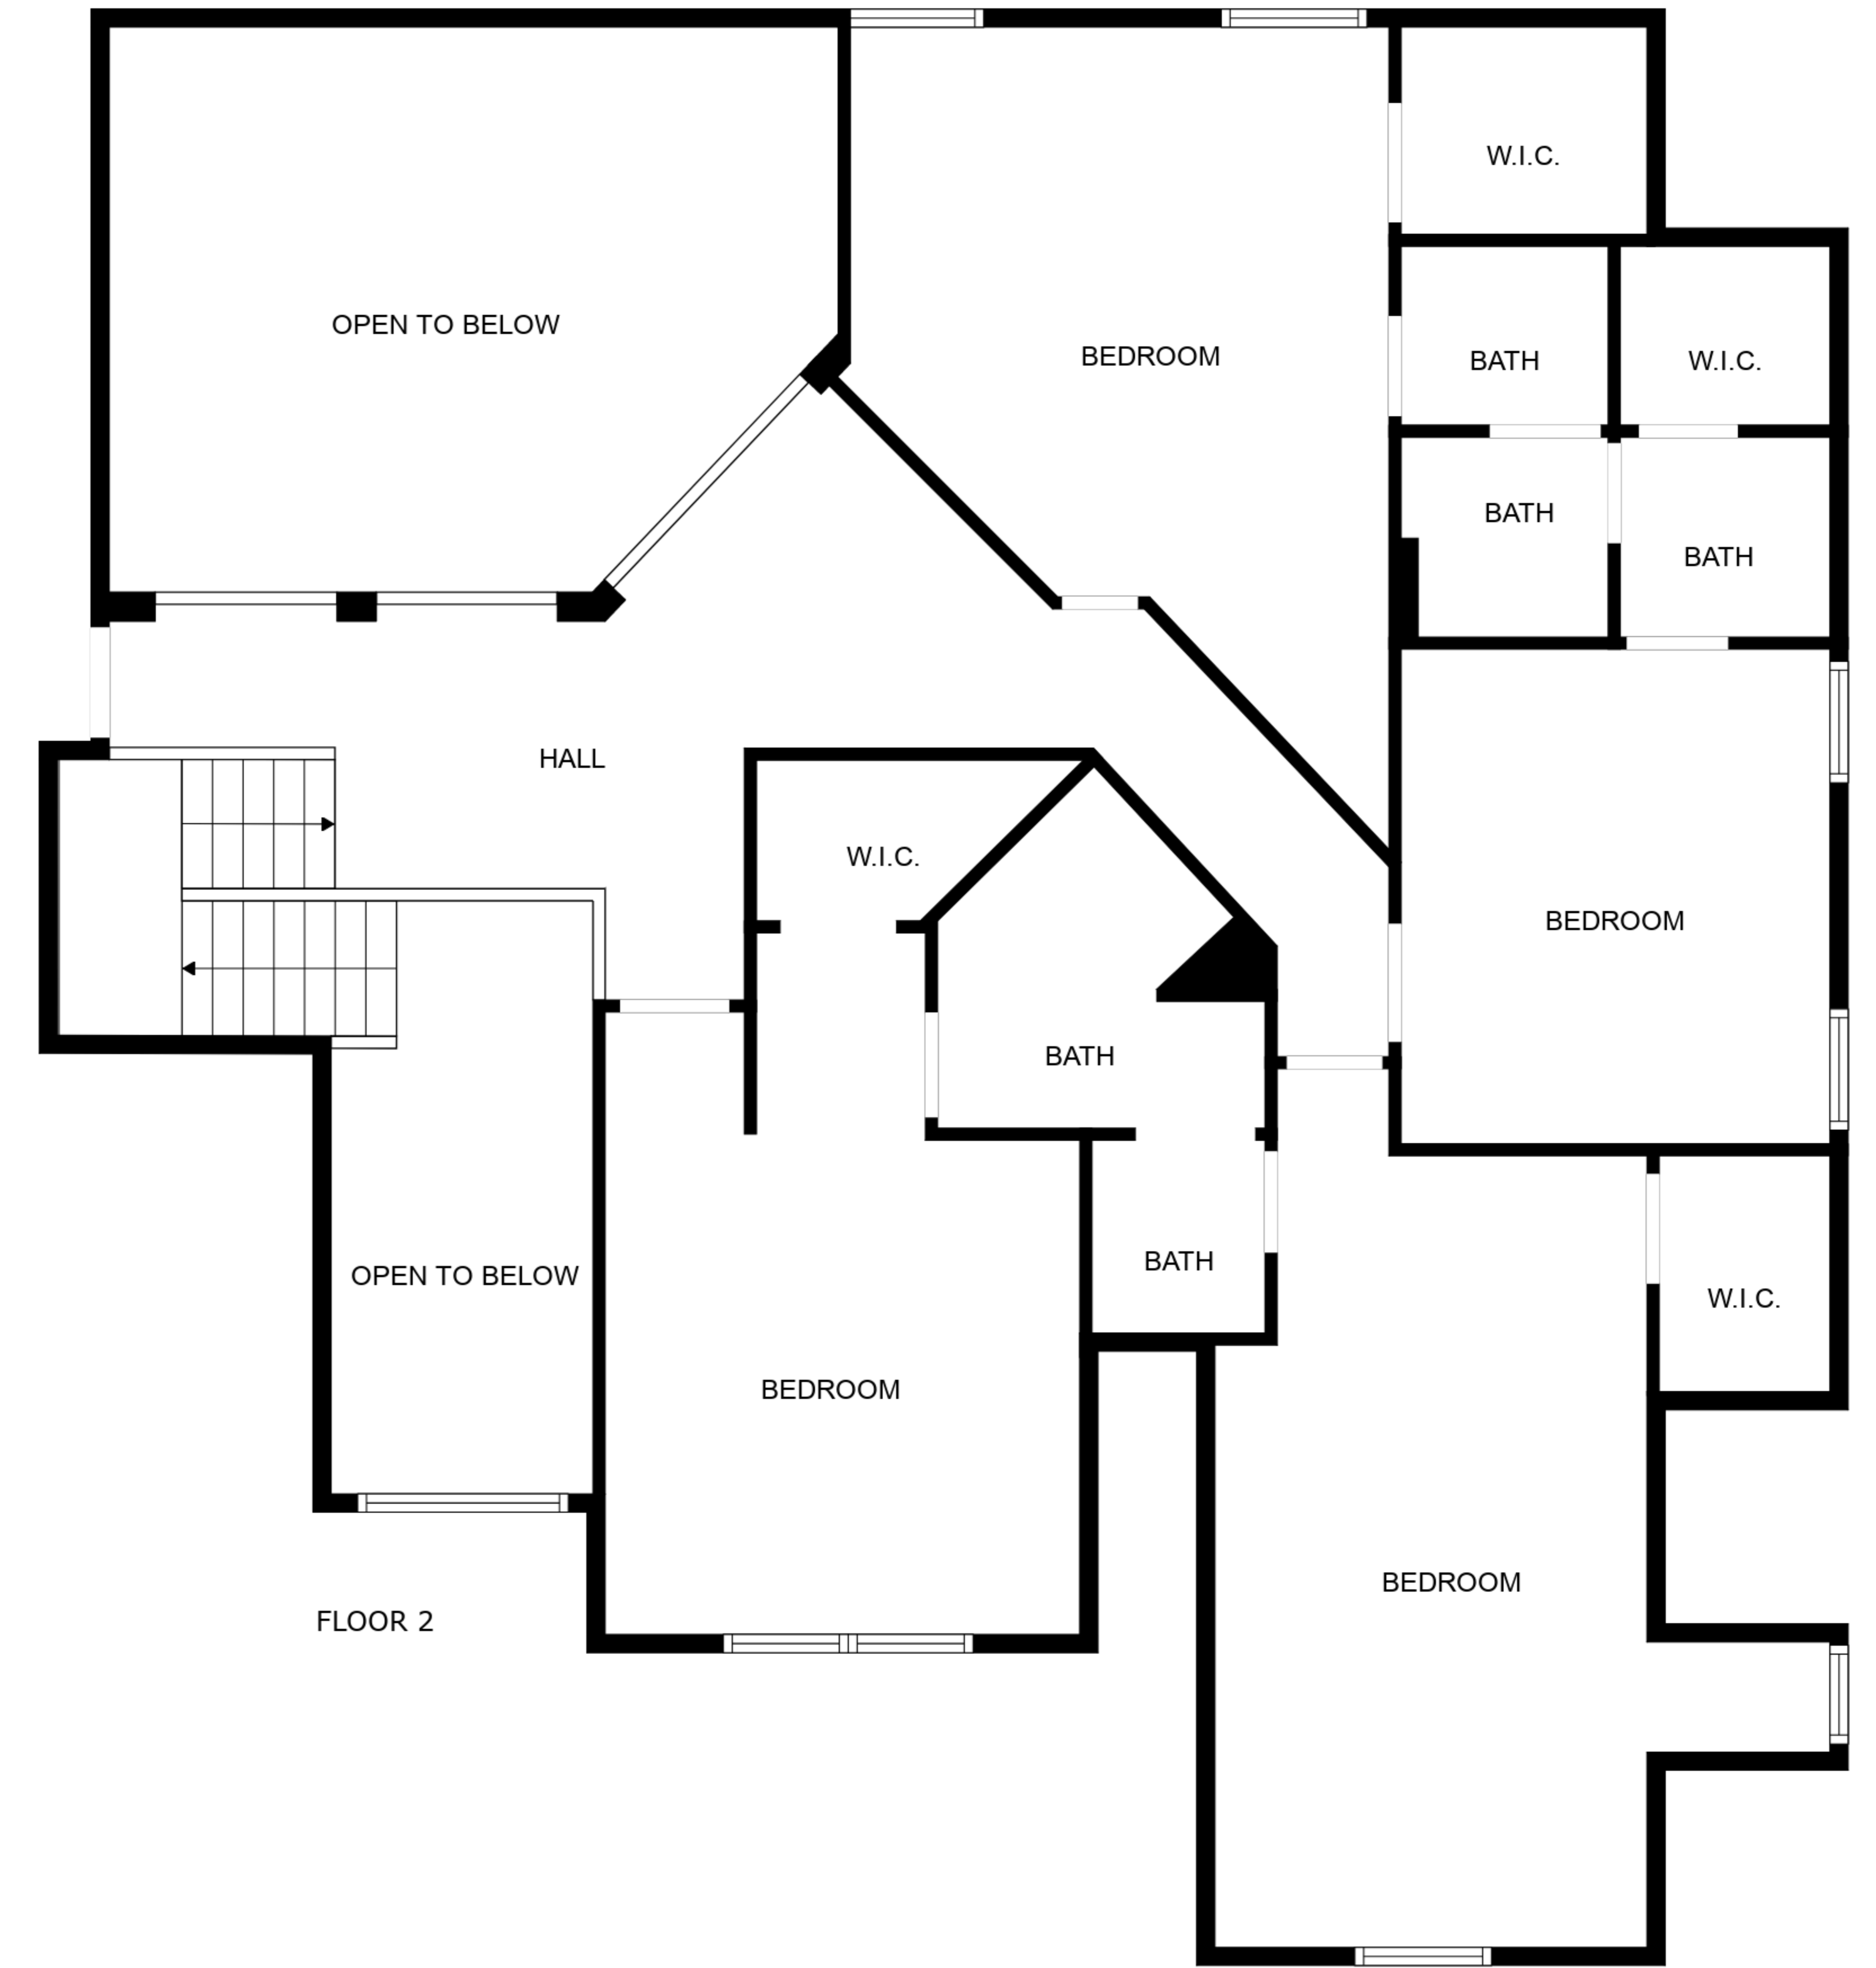 W.I.C.
OPEN TO BELOW
BEDROOM
BATH
W.I.C.
BATH
BATH
HALL
W.I.C.
BEDROOM
BATH
BATH
OPEN TO BELOW
W.I.C.
BEDROOM
BEDROOM
FLOOR 2